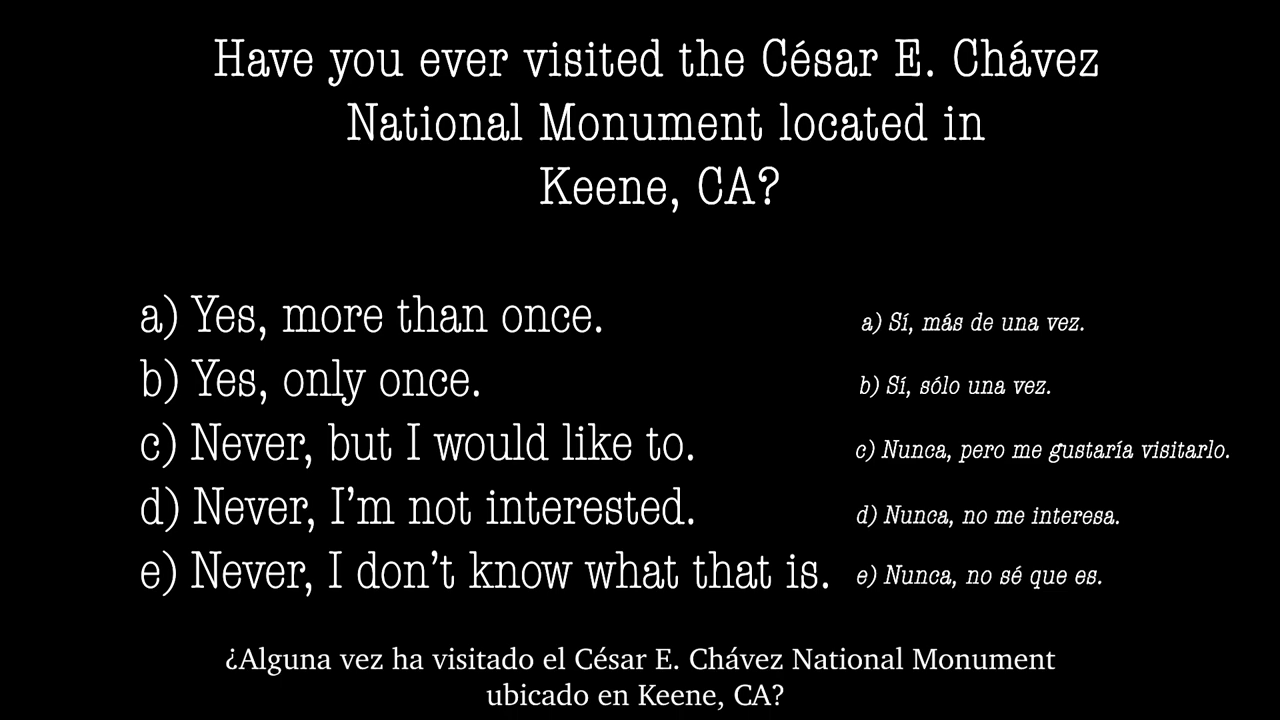 Have you ever visited the César E. Chávez
National Monument located in
Keene, CA?
a) Yes, more than once.
a) Sí, más de una vez.
b) Yes, only once.
b) Sí, sólo una vez.
c) Never, but I would like to.
c) Nunca, pero me gustaría visitarlo.
d) Never, I’m not interested.
d) Nunca, no me interesa.
e) Never, I don’t know what that is.
e) Nunca, no sé que es.
¿Alguna vez ha visitado el César E. Chávez National Monument
ubicado en Keene, CA?